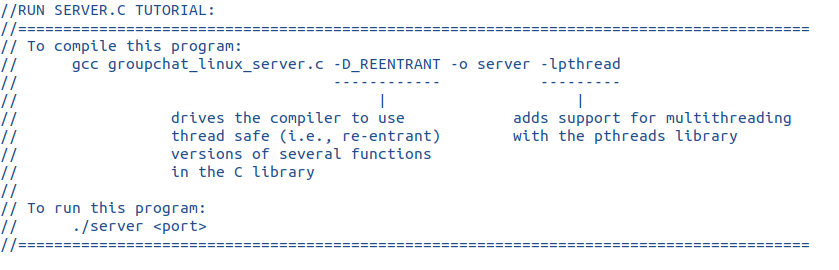 //RUN SERVER.C TUTORIAL:
//========================================================================================
// To compile this program:
//      gcc groupchat_linux_server.c -D_REENTRANT -o server -lpthread
//                                   ------------           ---------
//                                        |                     |
//                 drives the compiler to use            adds support for multithreading
//                 thread safe (i.e., re-entrant)        with the pthreads library
//                 versions of several functions
//                 in the C library
//
// To run this program:
//      ./server <port>
//========================================================================================